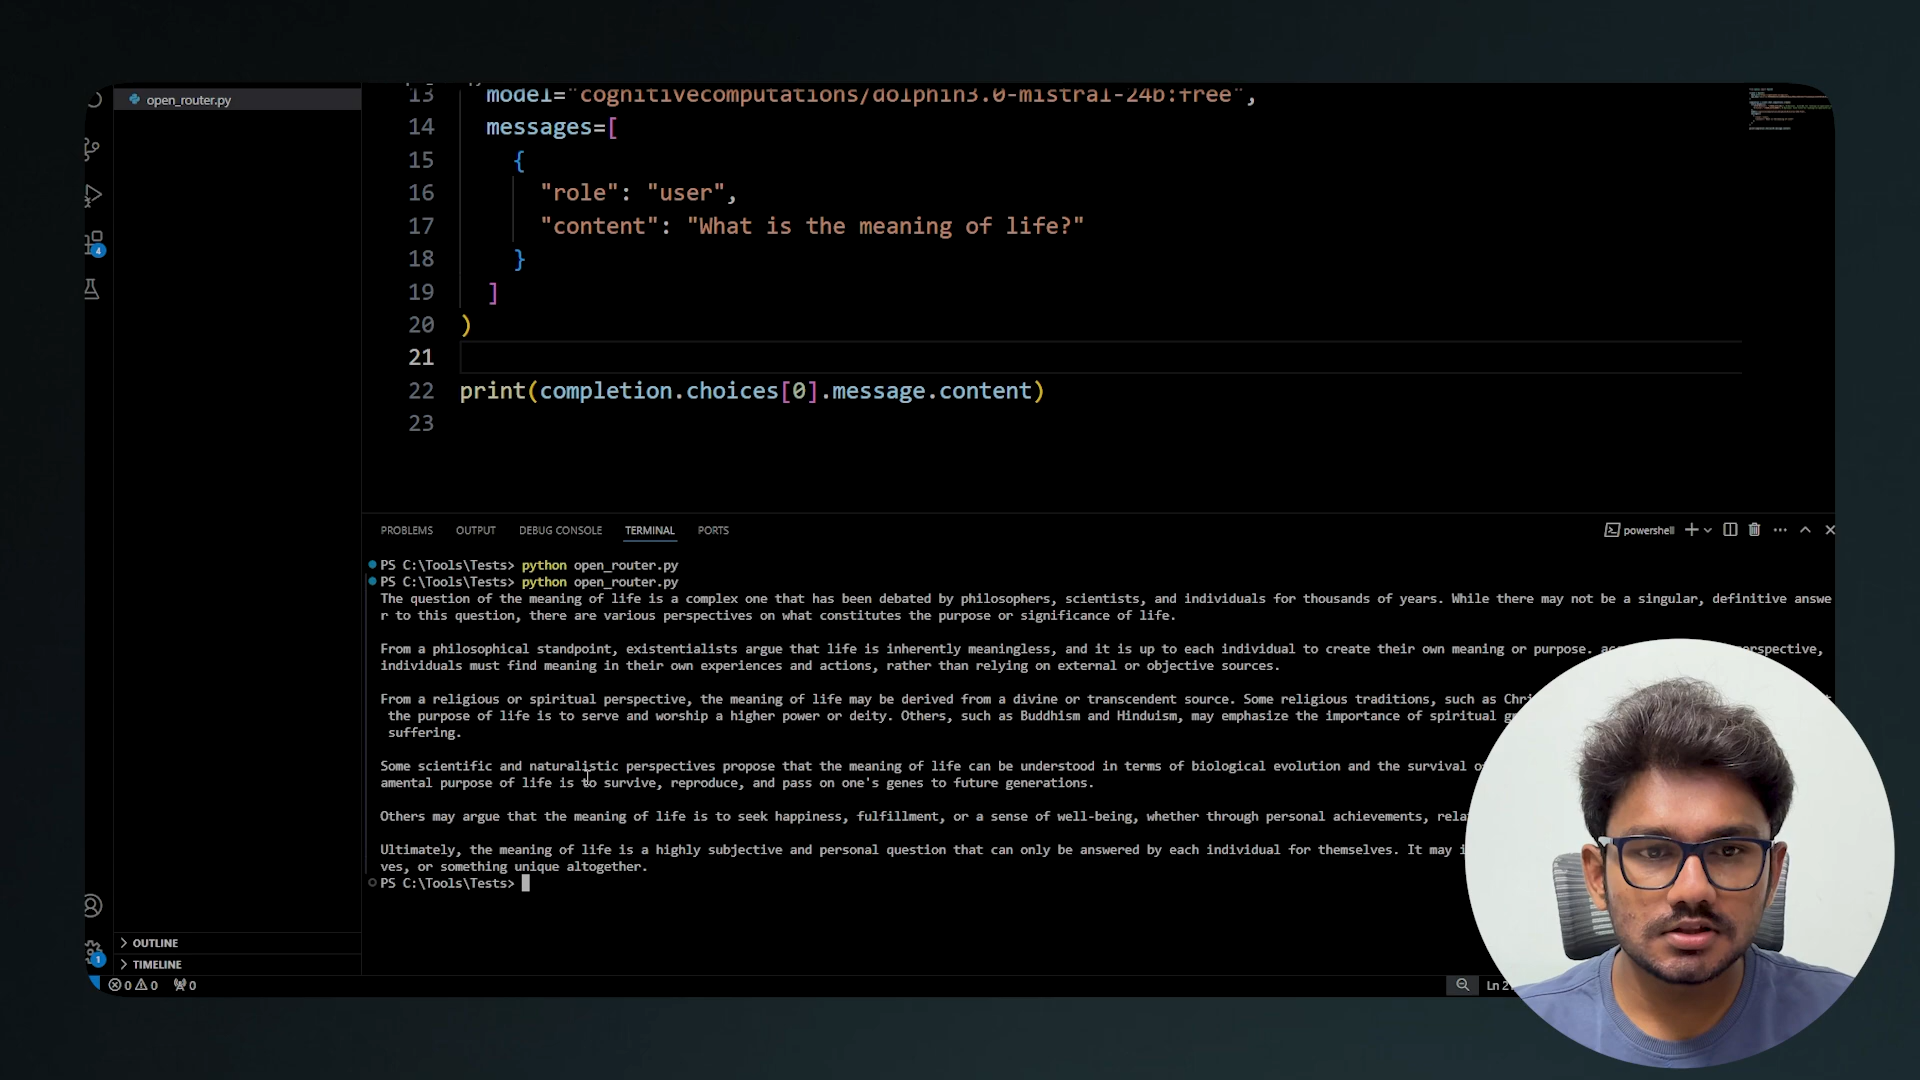 open_router.py
13 model="cognitivecomputations/dolphin3.0-mistral-24b:free",
14 messages=[
15 {
16 "role": "user",
17 "content": "What is the meaning of life?"
18 }
19 ]
20 )
21
22 print(completion.choices[0].message.content)
23
4
PROBLEMS OUTPUT DEBUG CONSOLE TERMINAL PORTS
powershell
PS C:\Tools\Tests> python open_router.py
PS C:\Tools\Tests> python open_router.py
The question of the meaning of life is a complex one that has been debated by philosophers, scientists, and individuals for thousands of years. While there may not be a singular, definitive answe
r to this question, there are various perspectives on what constitutes the purpose or significance of life.
From a philosophical standpoint, existentialists argue that life is inherently meaningless, and it is up to each individual to create their own meaning or purpose. perspective,
individuals must find meaning in their own experiences and actions, rather than relying on external or objective sources.
From a religious or spiritual perspective, the meaning of life may be derived from a divine or transcendent source. Some religious traditions, such as
the purpose of life is to serve and worship a higher power or deity. Others, such as Buddhism and Hinduism, may emphasize the importance of spiritual
suffering.
Some scientific and naturalistic perspectives propose that the meaning of life can be understood in terms of biological evolution and the survival
amental purpose of life is to survive, reproduce, and pass on one's genes to future generations.
Others may argue that the meaning of life is to seek happiness, fulfillment, or a sense of well-being, whether through personal achievements,
Ultimately, the meaning of life is a highly subjective and personal question that can only be answered by each individual for themselves. It may
ves, or something unique altogether.
PS C:\Tools\Tests>
OUTLINE
TIMELINE
1
0 0 0
Ln